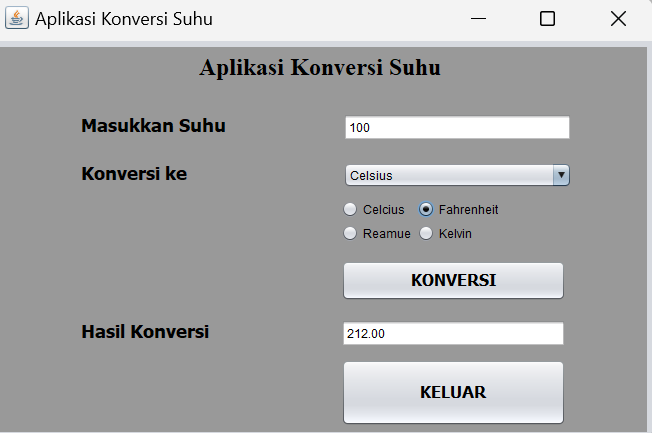 Aplikasi Konversi Suhu
Aplikasi Konversi Suhu
Masukkan Suhu 100
Konversi ke Celsius
Celcius Fahrenheit
Reamue Kelvin
KONVERSI
Hasil Konversi 212.00
KELUAR